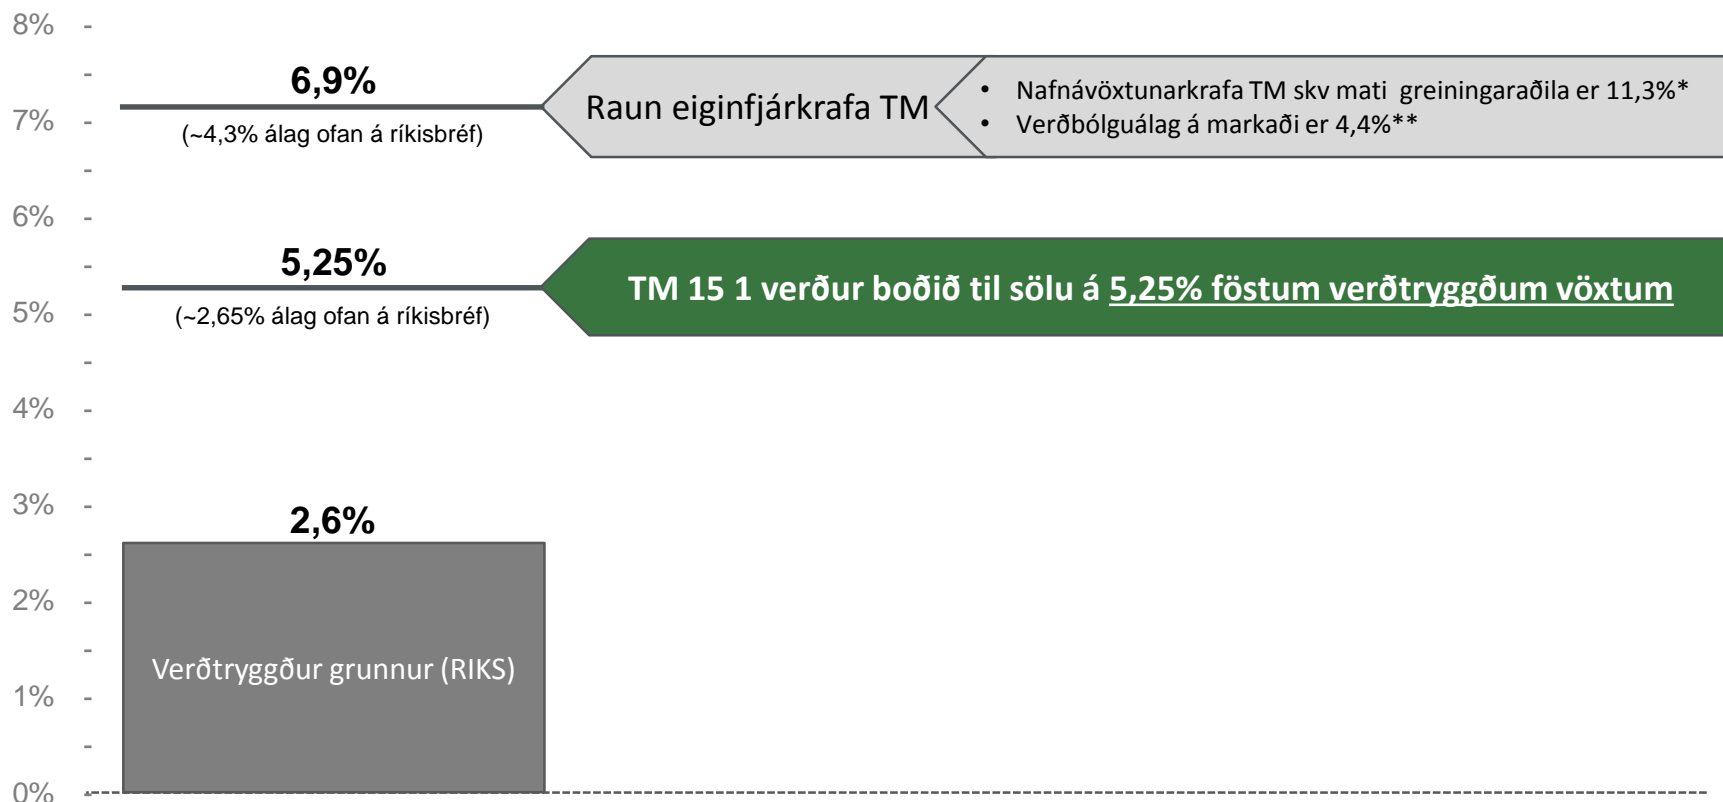 8% -
-
7% -
-
6% -
-
5% -
-
4% -
-
3% -
-
2% -
-
1% -
-
0% -
6,9%
(~4,3% álag ofan á ríkisbréf)
Raun eiginfjárkrafa TM
• Nafnávöxtunarkrafa TM skv mati greiningaraðila er 11,3%*
• Verðbólguálag á markaði er 4,4%**
5,25%
(~2,65% álag ofan á ríkisbréf)
TM 15 1 verður boðið til sölu á 5,25% föstum verðtryggðum vöxtum
2,6%
Verðtryggður grunnur (RIKS)